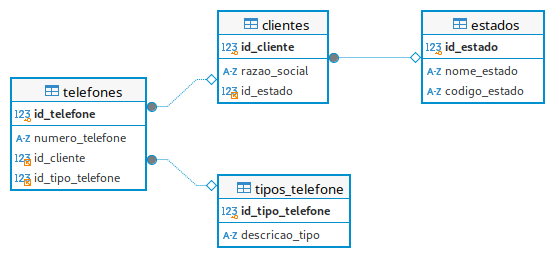 clientes
123 id_cliente
A-Z razao_social
123 id_estado
estados
123 id_estado
A-Z nome_estado
A-Z codigo_estado
telefones
123 id_telefone
A-Z numero_telefone
123 id_cliente
123 id_tipo_telefone
tipos_telefone
123 id_tipo_telefone
A-Z descricao_tipo